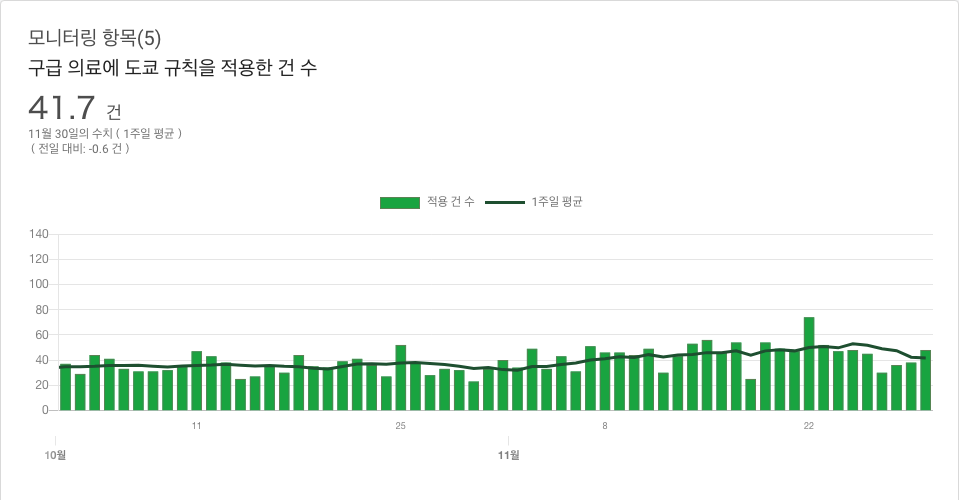 모니터링 항목(5)
구급 의료에 도쿄 규칙을 적용한 건 수
41.7 건
11월 30일의 수치 ( 1주일 평균 )
( 전일 대비: -0.6 건 )
적용 건 수 1주일 평균
140
120
100
80
60
40
20
0
11 25 8 22
10월 11월